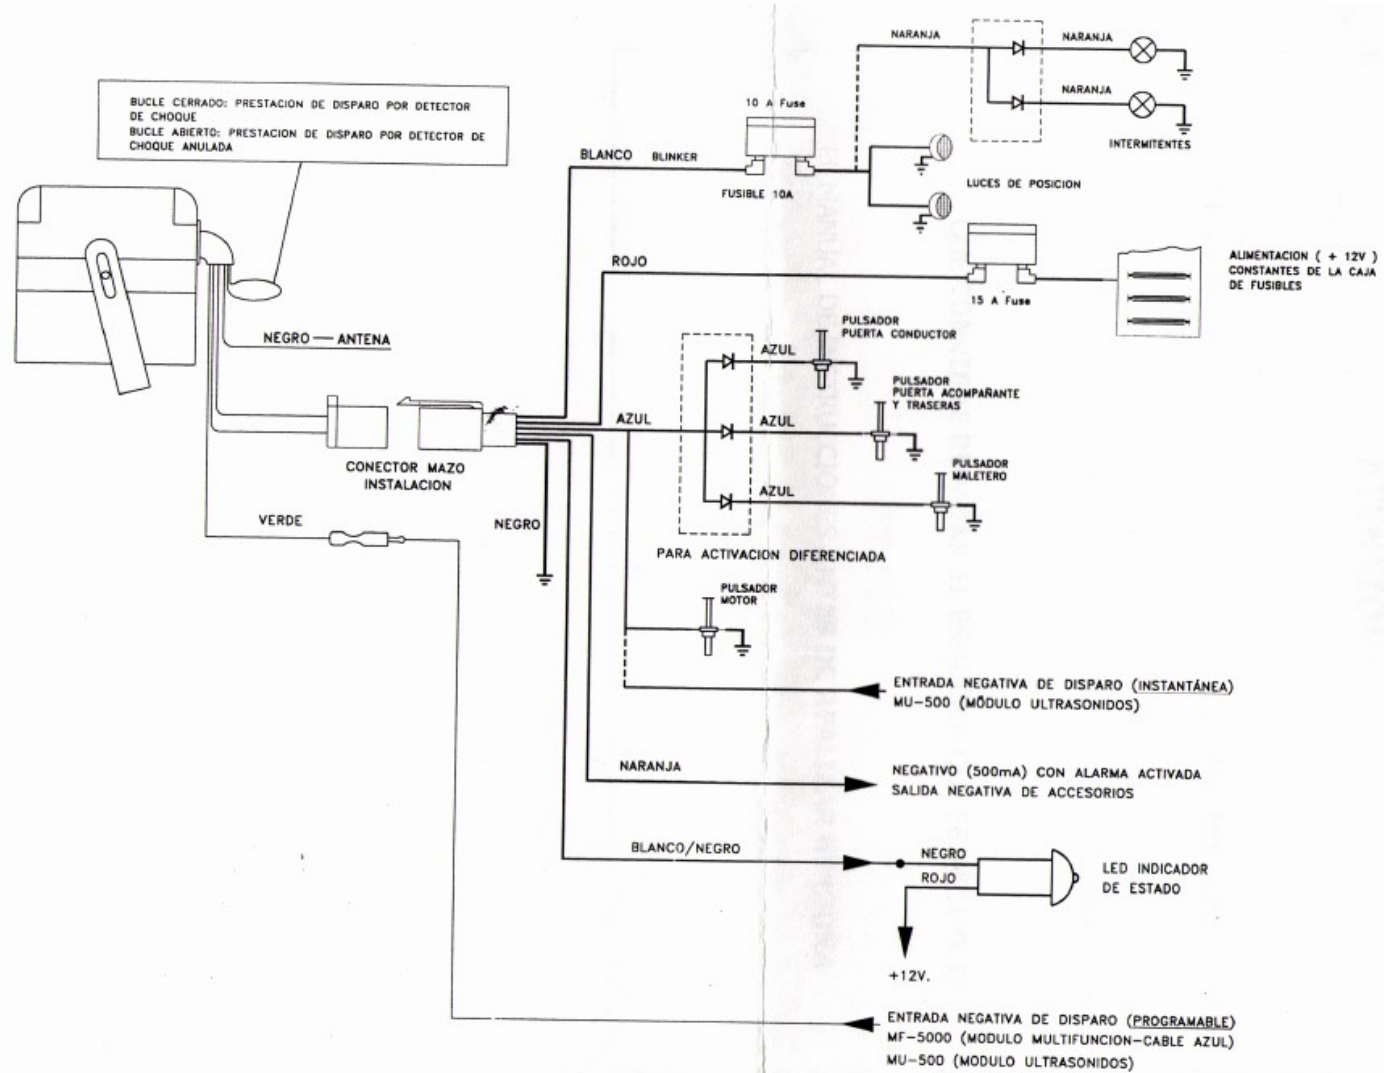 NARANJA
NARANJA
NARANJA
INTERMITENTES
BUCLE CERRADO: PRESTACION DE DISPARO POR DETECTOR
DE CHOQUE
BUCLE ABIERTO: PRESTACION DE DISPARO POR DETECTOR DE
CHOQUE ANULADA
10 A Fuse
BLANCO BLINKER
FUSIBLE 10A
LUCES DE POSICION
ROJO
15 A Fuse
ALIMENTACION ( + 12V )
CONSTANTES DE LA CAJA
DE FUSIBLES
NEGRO — ANTENA
PULSADOR
PUERTA CONDUCTOR
AZUL
PULSADOR
PUERTA ACOMPAÑANTE
Y TRASERAS
AZUL
AZUL
PULSADOR
MALETERO
AZUL
CONECTOR MAZO
INSTALACION
VERDE
NEGRO
PARA ACTIVACION DIFERENCIADA
PULSADOR
MOTOR
ENTRADA NEGATIVA DE DISPARO (INSTANTÁNEA)
MU-500 (MÓDULO ULTRASONIDOS)
NARANJA
NEGATIVO (500mA) CON ALARMA ACTIVADA
SALIDA NEGATIVA DE ACCESORIOS
BLANCO/NEGRO
NEGRO
ROJO
LED INDICADOR
DE ESTADO
+12V.
ENTRADA NEGATIVA DE DISPARO (PROGRAMABLE)
MF-5000 (MODULO MULTIFUNCION-CABLE AZUL)
MU-500 (MODULO ULTRASONIDOS)